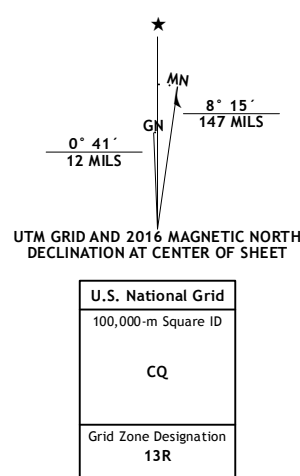 MN
GN
8° 15´
147 MILS
0° 41´
12 MILS
UTM GRID AND 2016 MAGNETIC NORTH
DECLINATION AT CENTER OF SHEET
U.S. National Grid
100,000-m Square ID
CQ
Grid Zone Designation
13R